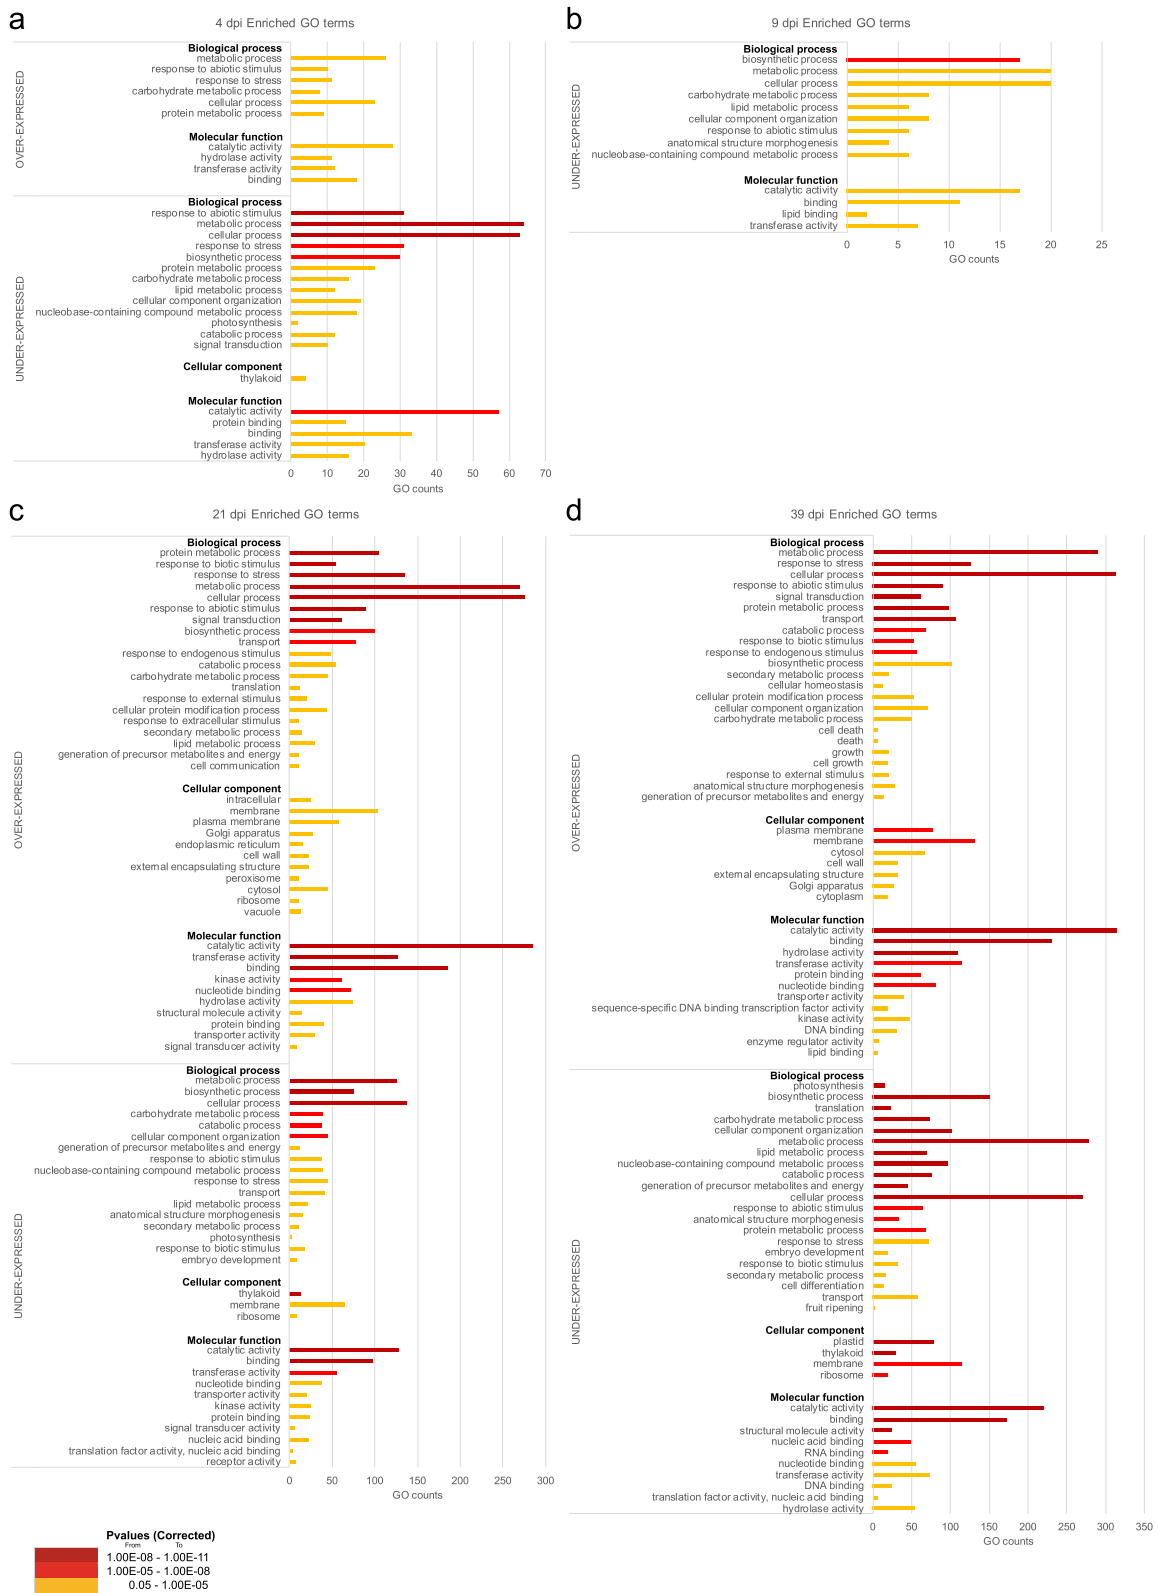 a
4 dpi Enriched GO terms
OVER-EXPRESSED
Biological process
metabolic process
response to abiotic stimulus
response to stress
carbohydrate metabolic process
cellular process
protein metabolic process
Molecular function
catalytic activity
hydrolase activity
transferase activity
binding
UNDER-EXPRESSED
Biological process
response to abiotic stimulus
metabolic process
cellular process
response to stress
biosynthetic process
protein metabolic process
carbohydrate metabolic process
lipid metabolic process
cellular component organization
nucleobase-containing compound metabolic process
photosynthesis
catabolic process
signal transduction
Cellular component
thylakoid
Molecular function
catalytic activity
protein binding
binding
transferase activity
hydrolase activity
0 10 20 30 40 50 60 70
GO counts
b
9 dpi Enriched GO terms
UNDER-EXPRESSED
Biological process
biosynthetic process
metabolic process
cellular process
carbohydrate metabolic process
lipid metabolic process
cellular component organization
response to abiotic stimulus
anatomical structure morphogenesis
nucleobase-containing compound metabolic process
Molecular function
catalytic activity
binding
lipid binding
transferase activity
0 5 10 15 20 25
GO counts
c
21 dpi Enriched GO terms
OVER-EXPRESSED
Biological process
protein metabolic process
response to biotic stimulus
response to stress
metabolic process
cellular process
response to abiotic stimulus
signal transduction
biosynthetic process
transport
response to endogenous stimulus
catabolic process
carbohydrate metabolic process
translation
response to external stimulus
cellular protein modification process
response to extracellular stimulus
secondary metabolic process
lipid metabolic process
generation of precursor metabolites and energy
cell communication
Cellular component
intracellular
membrane
plasma membrane
Golgi apparatus
endoplasmic reticulum
cell wall
external encapsulating structure
peroxisome
cytosol
ribosome
vacuole
Molecular function
catalytic activity
transferase activity
binding
kinase activity
nucleotide binding
hydrolase activity
structural molecule activity
protein binding
transporter activity
signal transducer activity
UNDER-EXPRESSED
Biological process
metabolic process
biosynthetic process
cellular process
carbohydrate metabolic process
catabolic process
cellular component organization
generation of precursor metabolites and energy
response to abiotic stimulus
nucleobase-containing compound metabolic process
response to stress
transport
lipid metabolic process
anatomical structure morphogenesis
secondary metabolic process
photosynthesis
response to biotic stimulus
embryo development
Cellular component
thylakoid
membrane
ribosome
Molecular function
catalytic activity
binding
transferase activity
nucleotide binding
transporter activity
kinase activity
protein binding
signal transducer activity
nucleic acid binding
translation factor activity, nucleic acid binding
receptor activity
0 50 100 150 200 250 300
GO counts
d
39 dpi Enriched GO terms
OVER-EXPRESSED
Biological process
metabolic process
response to stress
cellular process
response to abiotic stimulus
signal transduction
protein metabolic process
transport
catabolic process
response to biotic stimulus
response to endogenous stimulus
biosynthetic process
secondary metabolic process
cellular homeostasis
cellular protein modification process
cellular component organization
carbohydrate metabolic process
cell death
death
growth
cell growth
response to external stimulus
anatomical structure morphogenesis
generation of precursor metabolites and energy
Cellular component
plasma membrane
membrane
cytosol
cell wall
external encapsulating structure
Golgi apparatus
cytoplasm
Molecular function
catalytic activity
binding
hydrolase activity
transferase activity
protein binding
nucleotide binding
transporter activity
sequence-specific DNA binding transcription factor activity
kinase activity
DNA binding
enzyme regulator activity
lipid binding
UNDER-EXPRESSED
Biological process
photosynthesis
biosynthetic process
translation
carbohydrate metabolic process
cellular component organization
metabolic process
lipid metabolic process
nucleobase-containing compound metabolic process
catabolic process
generation of precursor metabolites and energy
cellular process
response to abiotic stimulus
anatomical structure morphogenesis
protein metabolic process
response to stress
embryo development
response to biotic stimulus
secondary metabolic process
cell differentiation
transport
fruit ripening
Cellular component
plastid
thylakoid
membrane
ribosome
Molecular function
catalytic activity
binding
structural molecule activity
nucleic acid binding
RNA binding
nucleotide binding
transferase activity
DNA binding
translation factor activity, nucleic acid binding
hydrolase activity
0 50 100 150 200 250 300 350
GO counts
Pvalues (Corrected)
From To
1.00E-08 - 1.00E-11
1.00E-05 - 1.00E-08
0.05 - 1.00E-05